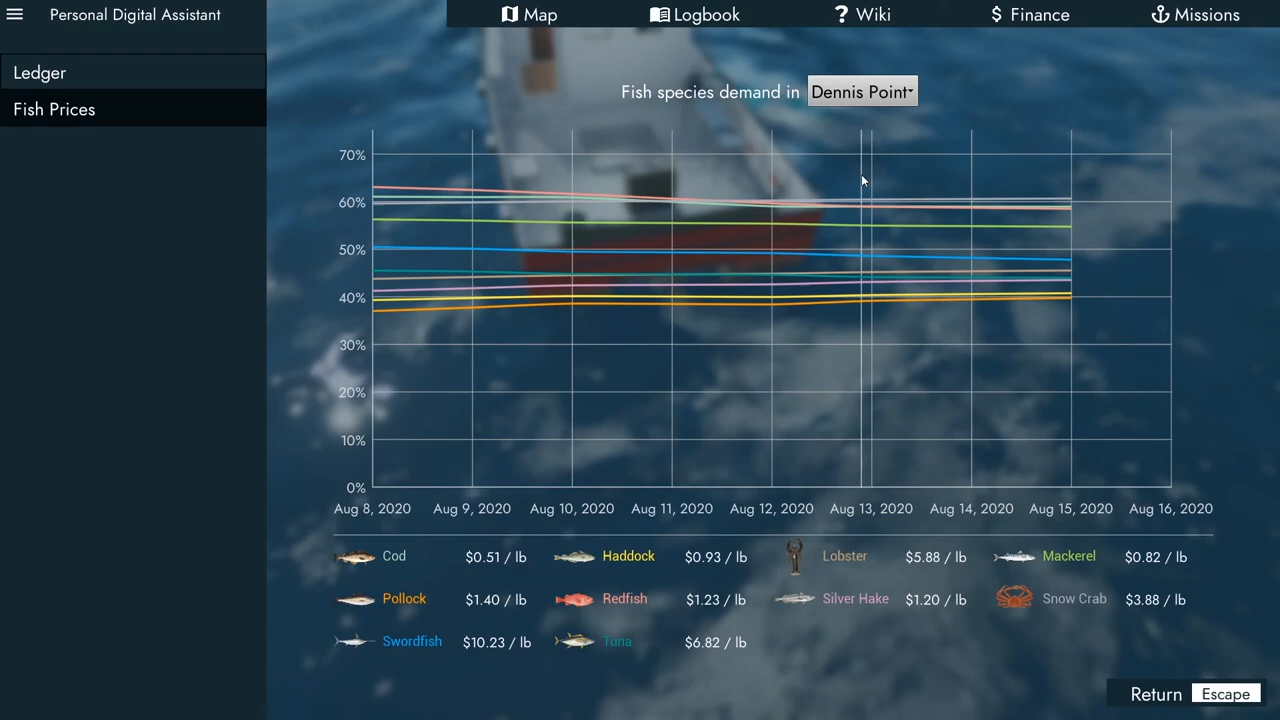 Personal Digital Assistant
Map
Logbook
? Wiki
$ Finance
Missions
Ledger
Fish Prices
Fish species demand in Dennis Point
70%
60%
50%
40%
30%
20%
10%
0%
Aug 8, 2020 Aug 9, 2020 Aug 10, 2020 Aug 11, 2020 Aug 12, 2020 Aug 13, 2020 Aug 14, 2020 Aug 15, 2020 Aug 16, 2020
Cod $0.51 / lb Haddock $0.93 / lb Lobster $5.88 / lb Mackerel $0.82 / lb
Pollock $1.40 / lb Redfish $1.23 / lb Silver Hake $1.20 / lb Snow Crab $3.88 / lb
Swordfish $10.23 / lb Tuna $6.82 / lb
Return Escape